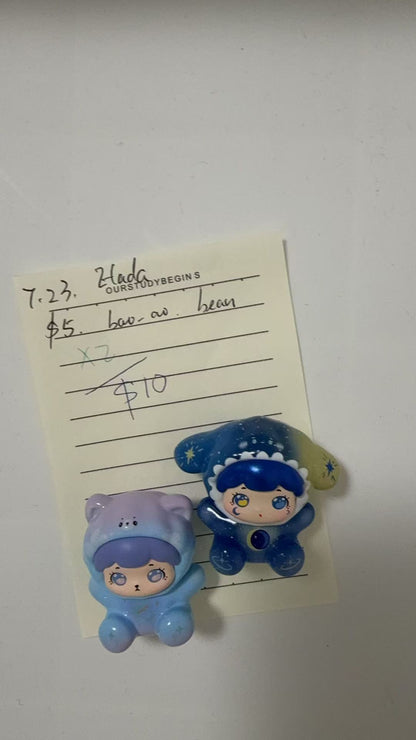 7.23. Hada
OURSTUDYBEGINS
$5. bao-ao. bean
X2
$10